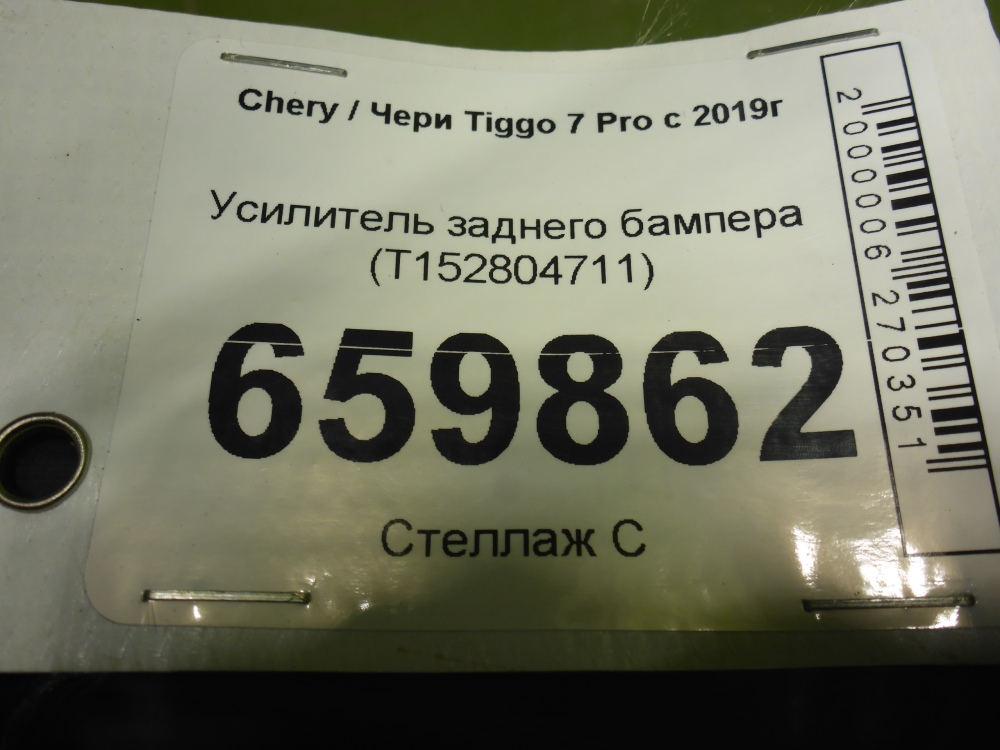 Chery / Чери Tiggo 7 Pro с 2019г
Усилитель заднего бампера
(T152804711)
659862
Стеллаж С
2000006270351